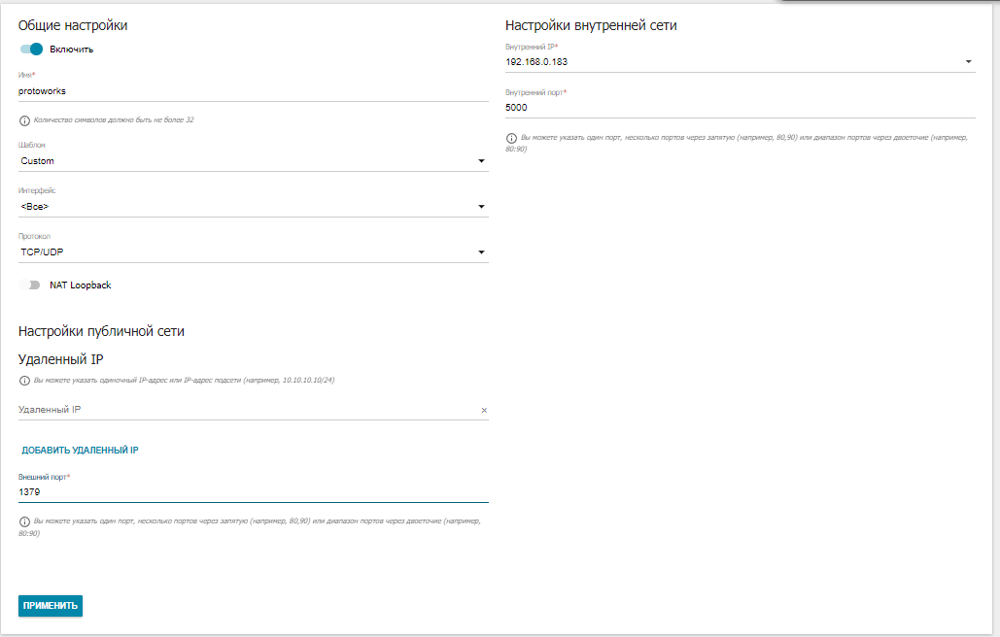 Общие настройки
Включить
Имя*
protoworks
Количество символов должно быть не более 32
Шаблон
Custom
Интерфейс
<Все>
Протокол
TCP/UDP
NAT Loopback
Настройки публичной сети
Удаленный IP
Вы можете указать одиночный IP-адрес или IP-адрес подсети (например, 10.10.10.10/24)
Удаленный IP
ДОБАВИТЬ УДАЛЕННЫЙ IP
Внешний порт*
1379
Вы можете указать один порт, несколько портов через запятую (например, 80,90) или диапазон портов через двоеточие (например,
80:90)
ПРИМЕНИТЬ
Настройки внутренней сети
Внутренний IP*
192.168.0.183
Внутренний порт*
5000
Вы можете указать один порт, несколько портов через запятую (например, 80,90) или диапазон портов через двоеточие (например,
80:90)